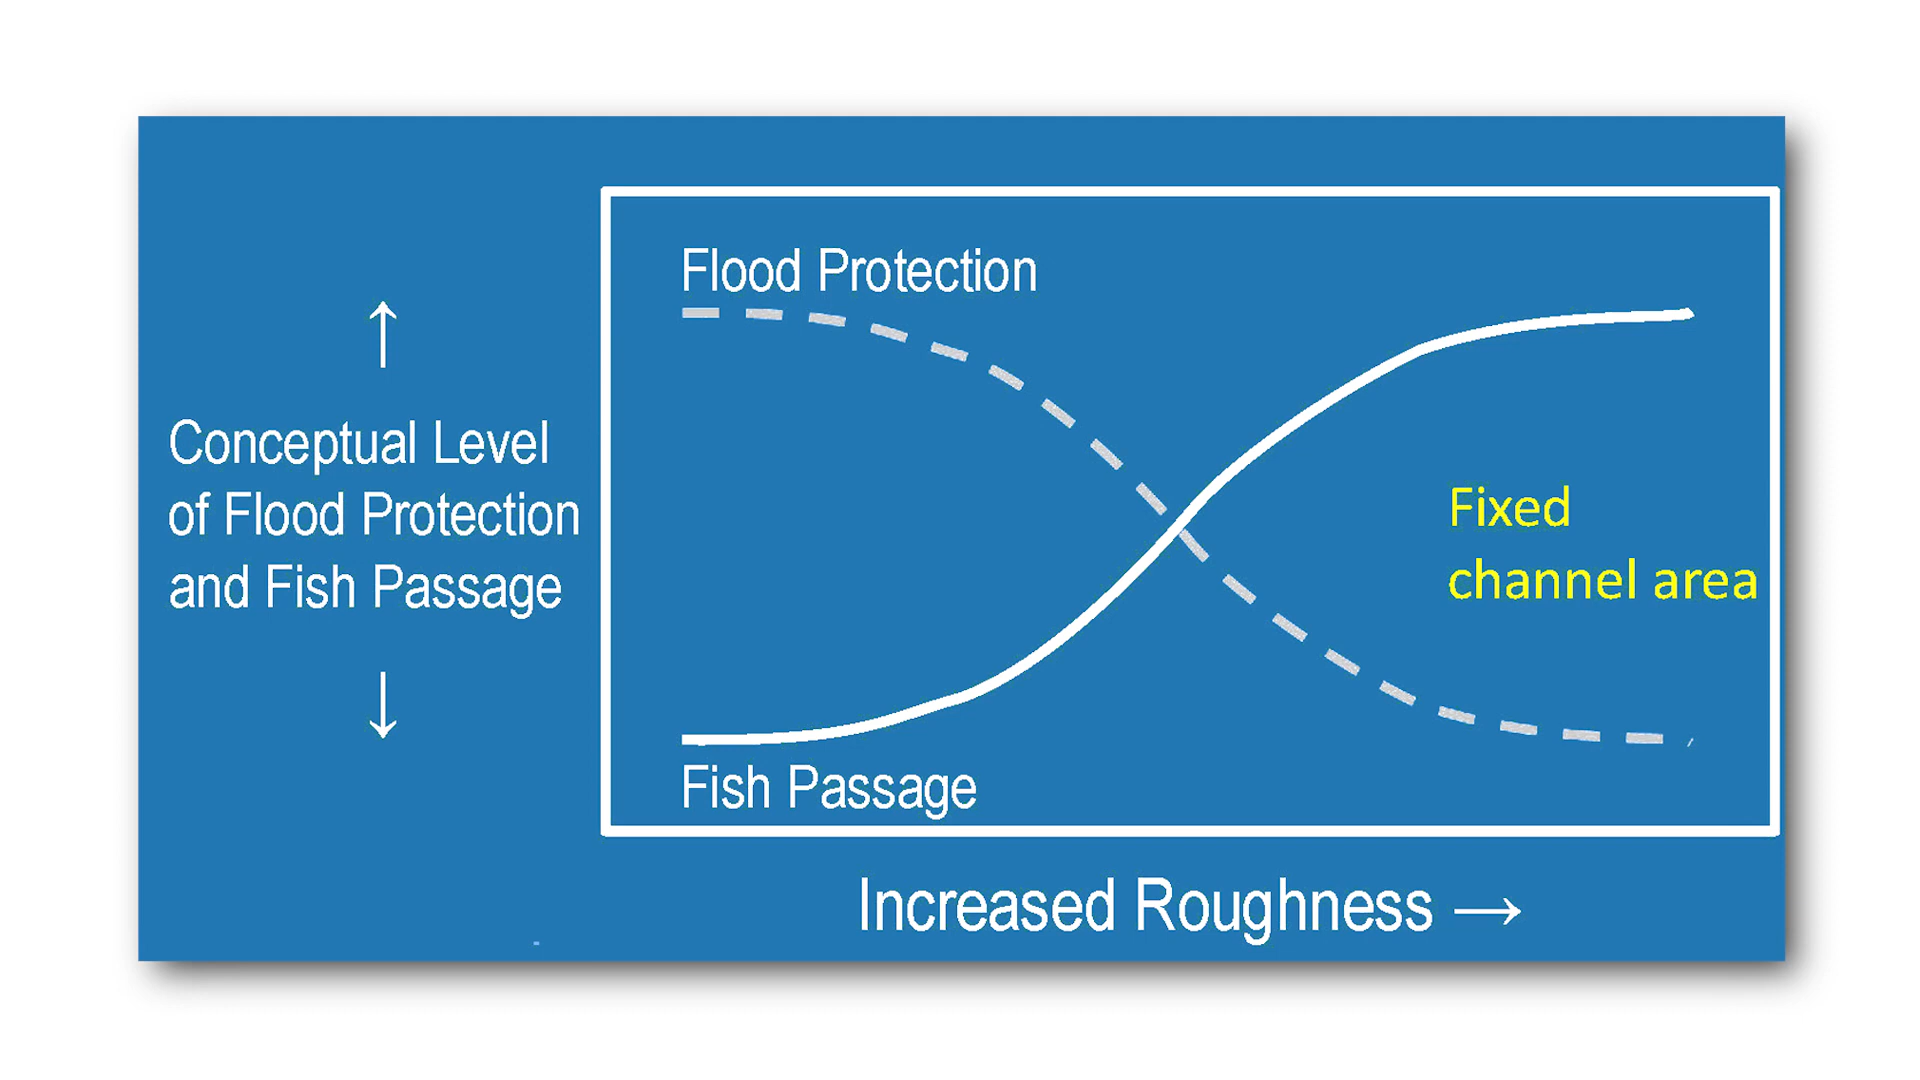 Flood Protection
↑
Conceptual Level
of Flood Protection
and Fish Passage
↓
Fixed
channel area
Fish Passage
Increased Roughness →